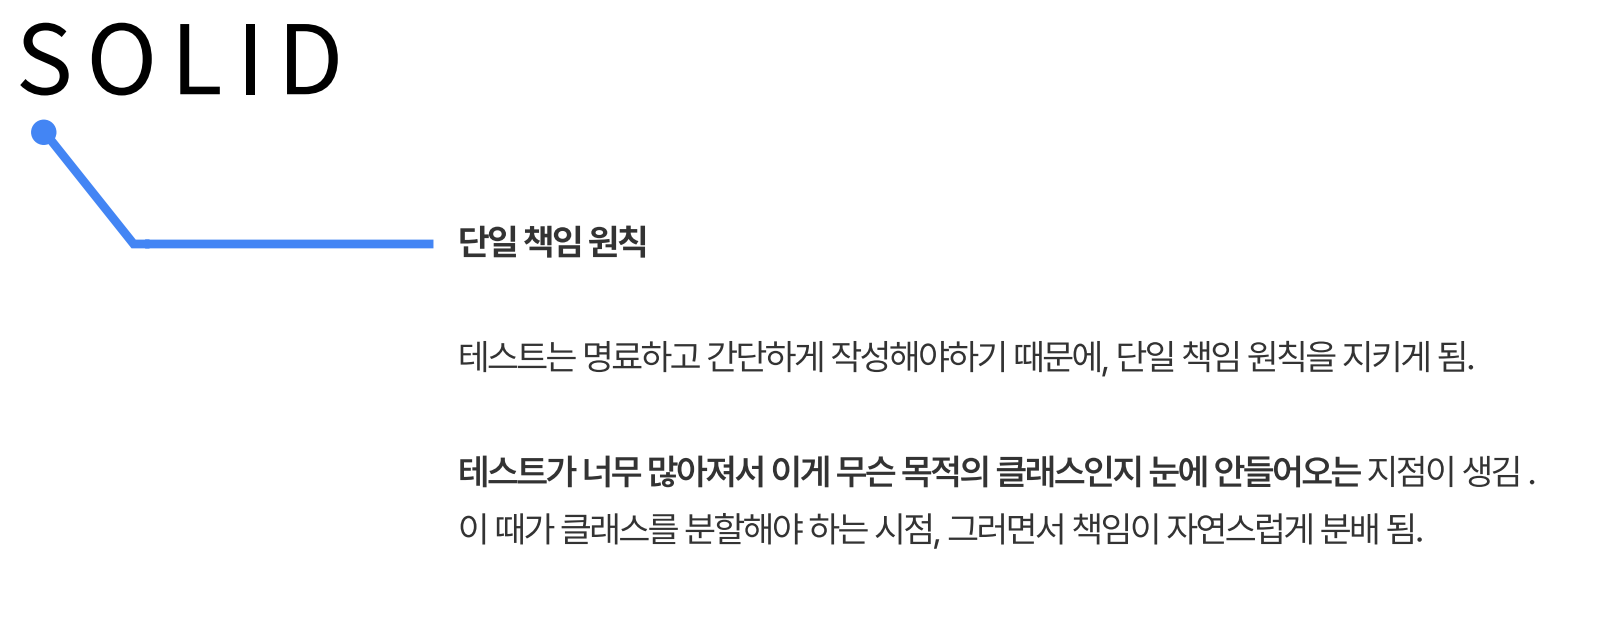 SOLID
단일 책임 원칙
테스트는 명료하고 간단하게 작성해야하기 때문에, 단일 책임 원칙을 지키게 됨.
테스트가 너무 많아져서 이게 무슨 목적의 클래스인지 눈에 안들어오는 지점이 생김 .
이 때가 클래스를 분할해야 하는 시점, 그러면서 책임이 자연스럽게 분배 됨.